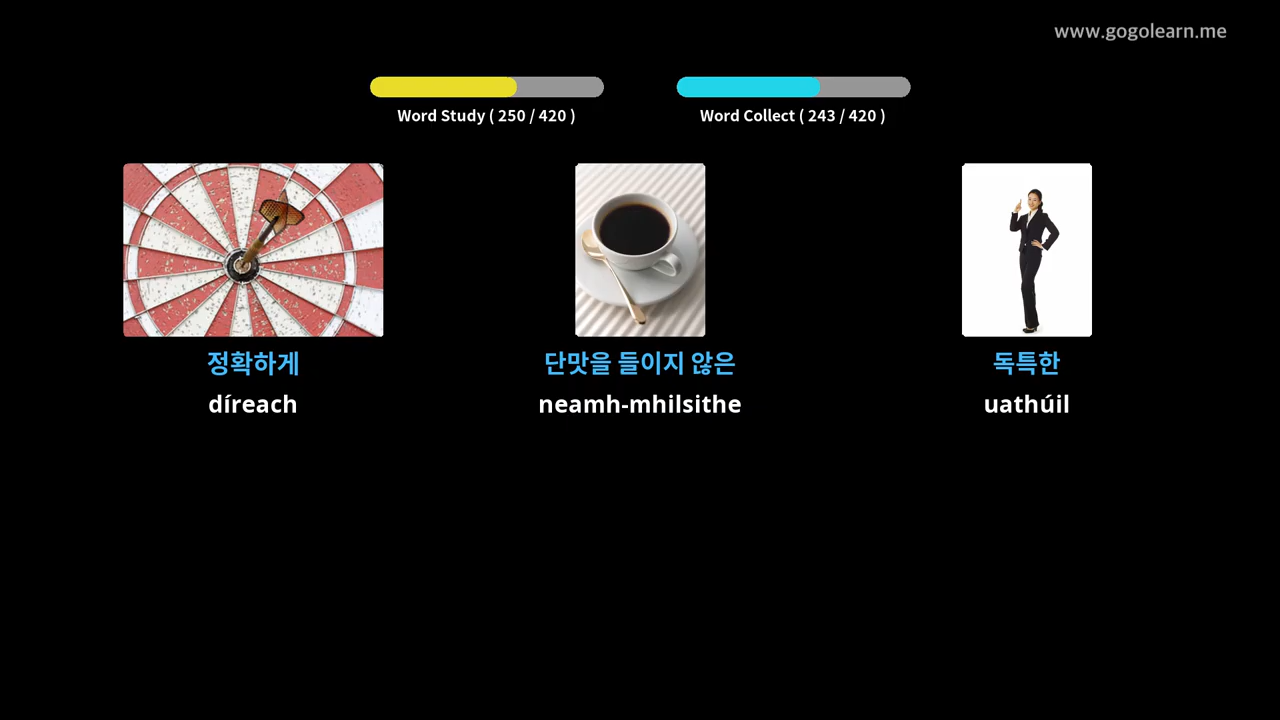 www.gogolearn.me
Word Study ( 250 / 420 )
Word Collect ( 243 / 420 )
정확하게
díreach
단맛을 들이지 않은
neamh-mhilsithe
독특한
uathúil